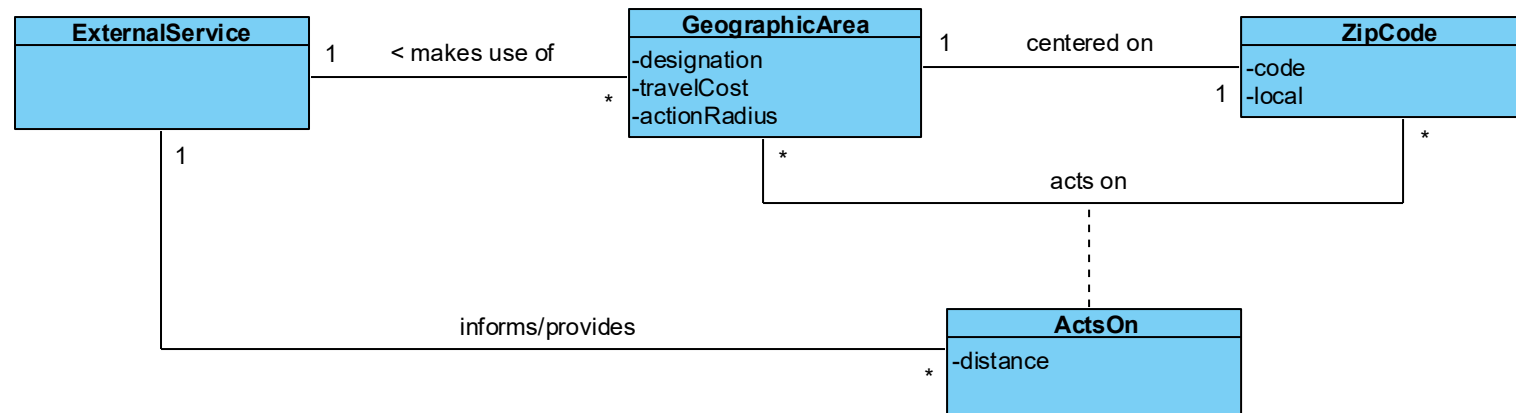 ExternalService
1
< makes use of
*
GeographicArea
-designation
-travelCost
-actionRadius
1
centered on
1
ZipCode
-code
-local
*
*
acts on
1
informs/provides
*
ActsOn
-distance